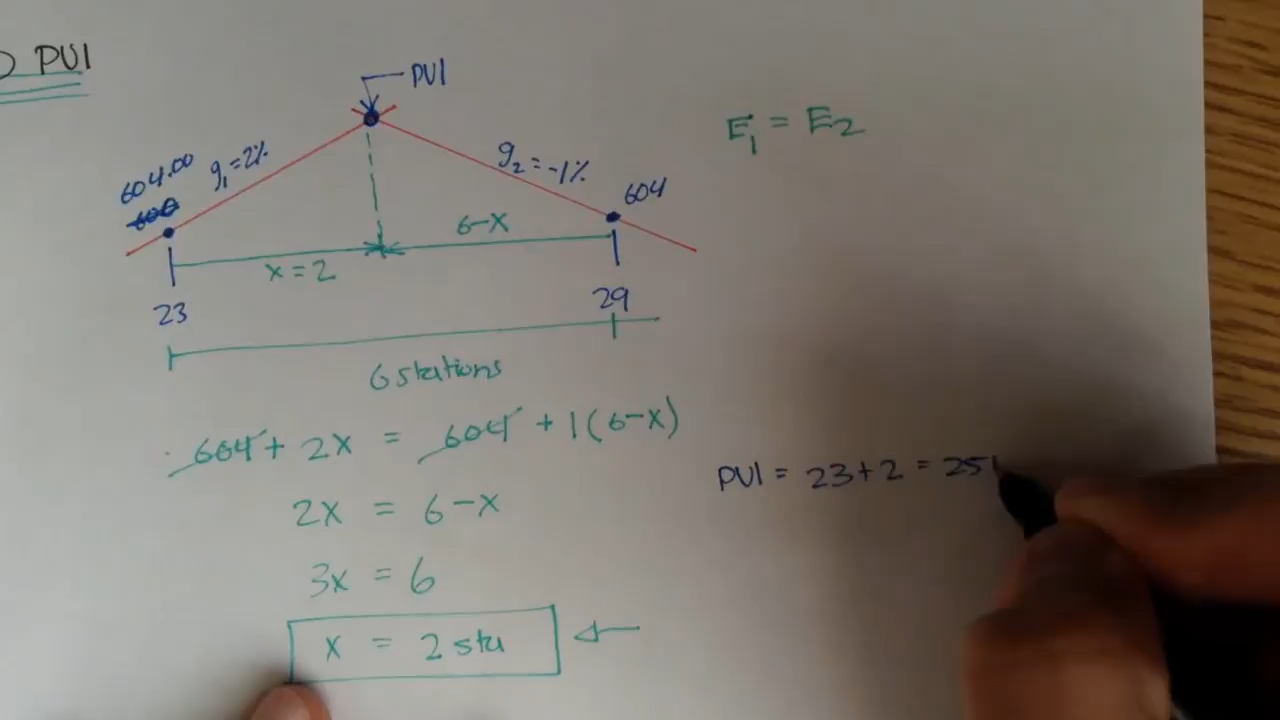 PVI
PVI
E₁ = E₂
604.00
g₁=2%
g₂=-1%
604
6-x
x=2
23
29
6 stations
604 + 2x = 604 + 1(6-x)
PVI = 23+2 = 25
2x = 6-x
3x = 6
x = 2 sta